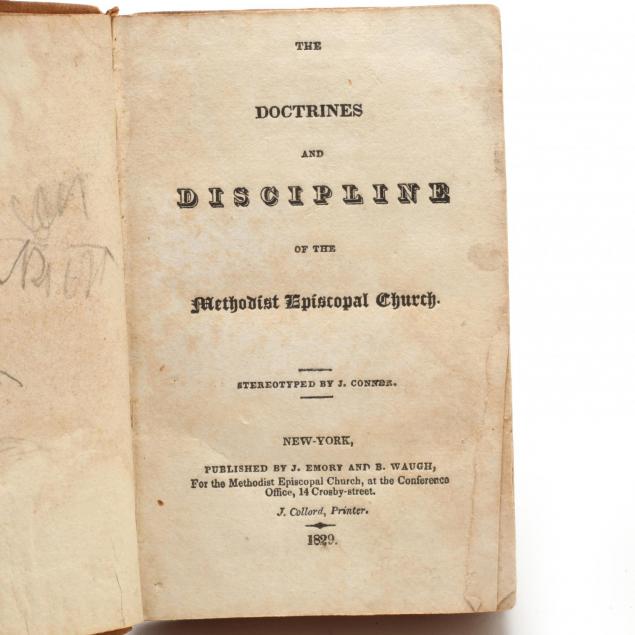 THE
DOCTRINES
AND
DISCIPLINE
OF THE
Methodist Episcopal Church.
STEREOTYPED BY J. CONNER.
NEW-YORK,
PUBLISHED BY J. EMORY AND B. WAUGH,
For the Methodist Episcopal Church, at the Conference
Office, 14 Crosby-street.
J. Collord, Printer.
1829.